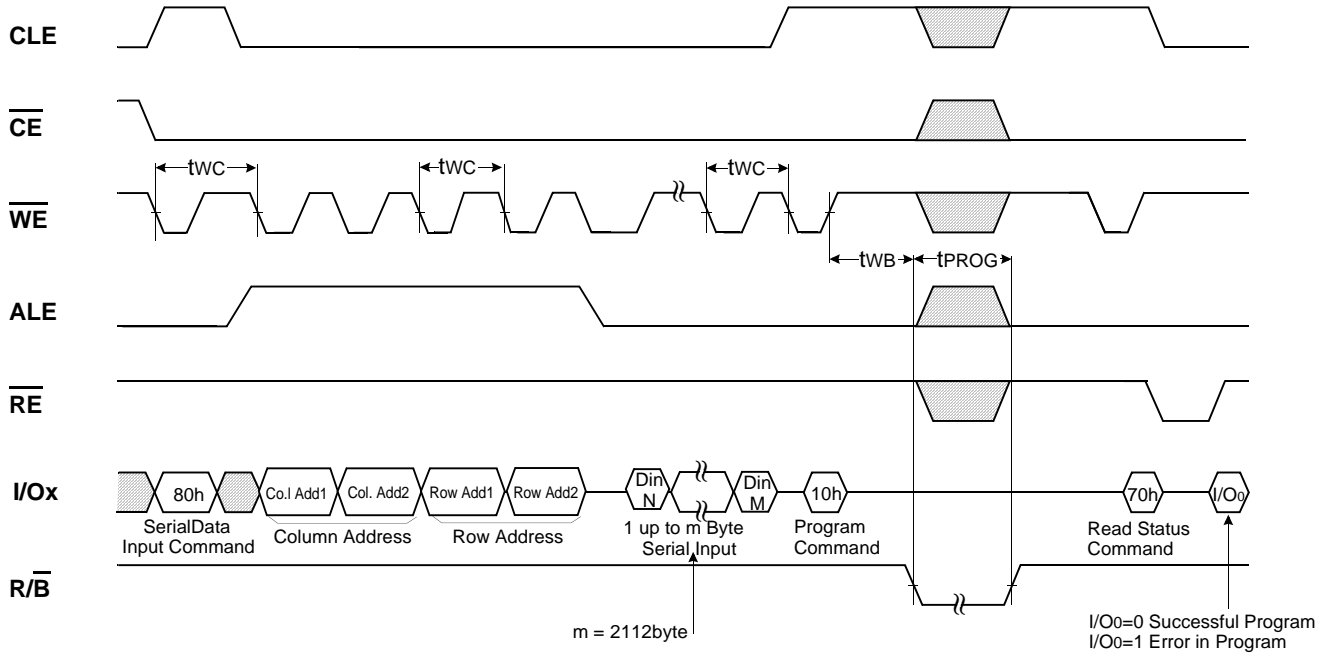 CLE
CE
tWC
tWC
tWC
WE
tWB
tPROG
ALE
RE
I/Ox
80h
Co.l Add1
Col. Add2
Row Add1
Row Add2
Din
N
Din
M
10h
70h
I/O0
SerialData
Input Command
Column Address
Row Address
1 up to m Byte
Serial Input
Program
Command
Read Status
Command
R/B
m = 2112byte
I/O0=0 Successful Program
I/O0=1 Error in Program